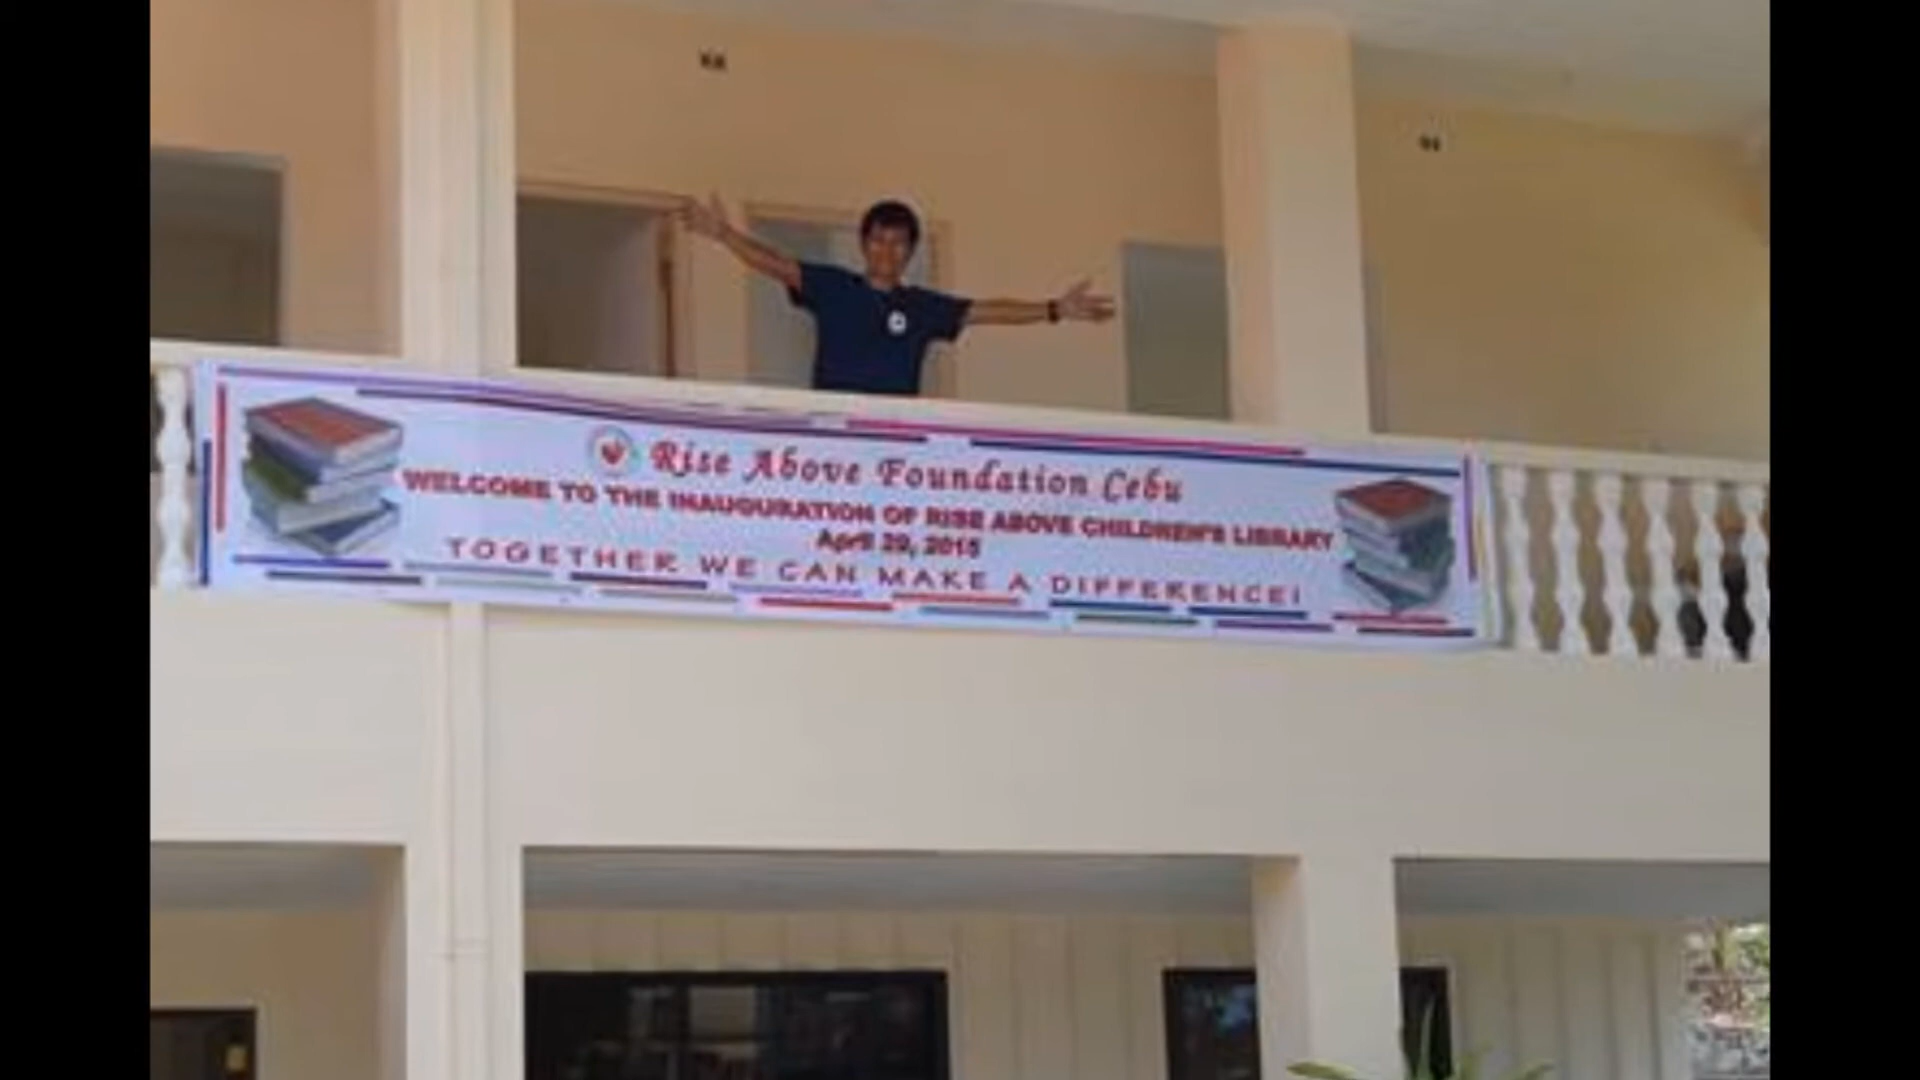 Rise Above Foundation Cebu
WELCOME TO THE INAUGURATION OF RISE ABOVE CHILDREN'S LIBRARY
April 29, 2015
TOGETHER WE CAN MAKE A DIFFERENCE!